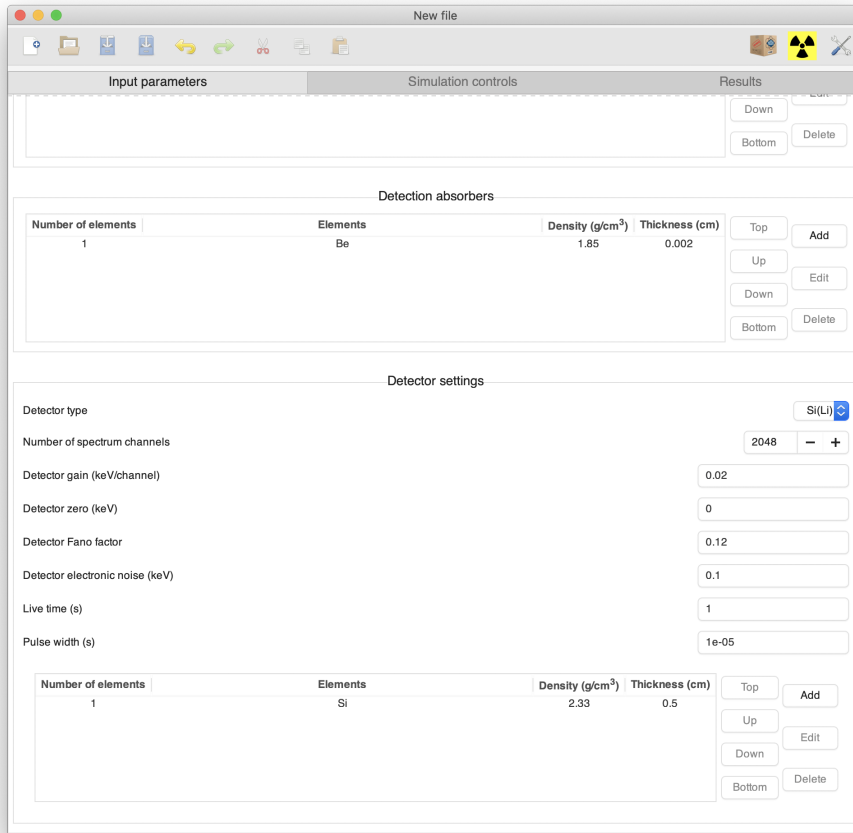 New file
Input parameters Simulation controls Results
Down
Delete
Bottom
Detection absorbers
Number of elements Elements Density (g/cm³) Thickness (cm)
1 Be 1.85 0.002
Top
Add
Up
Edit
Down
Delete
Bottom
Detector settings
Detector type Si(Li)
Number of spectrum channels 2048 − +
Detector gain (keV/channel) 0.02
Detector zero (keV) 0
Detector Fano factor 0.12
Detector electronic noise (keV) 0.1
Live time (s) 1
Pulse width (s) 1e-05
Number of elements Elements Density (g/cm³) Thickness (cm)
1 Si 2.33 0.5
Top
Add
Up
Edit
Down
Delete
Bottom